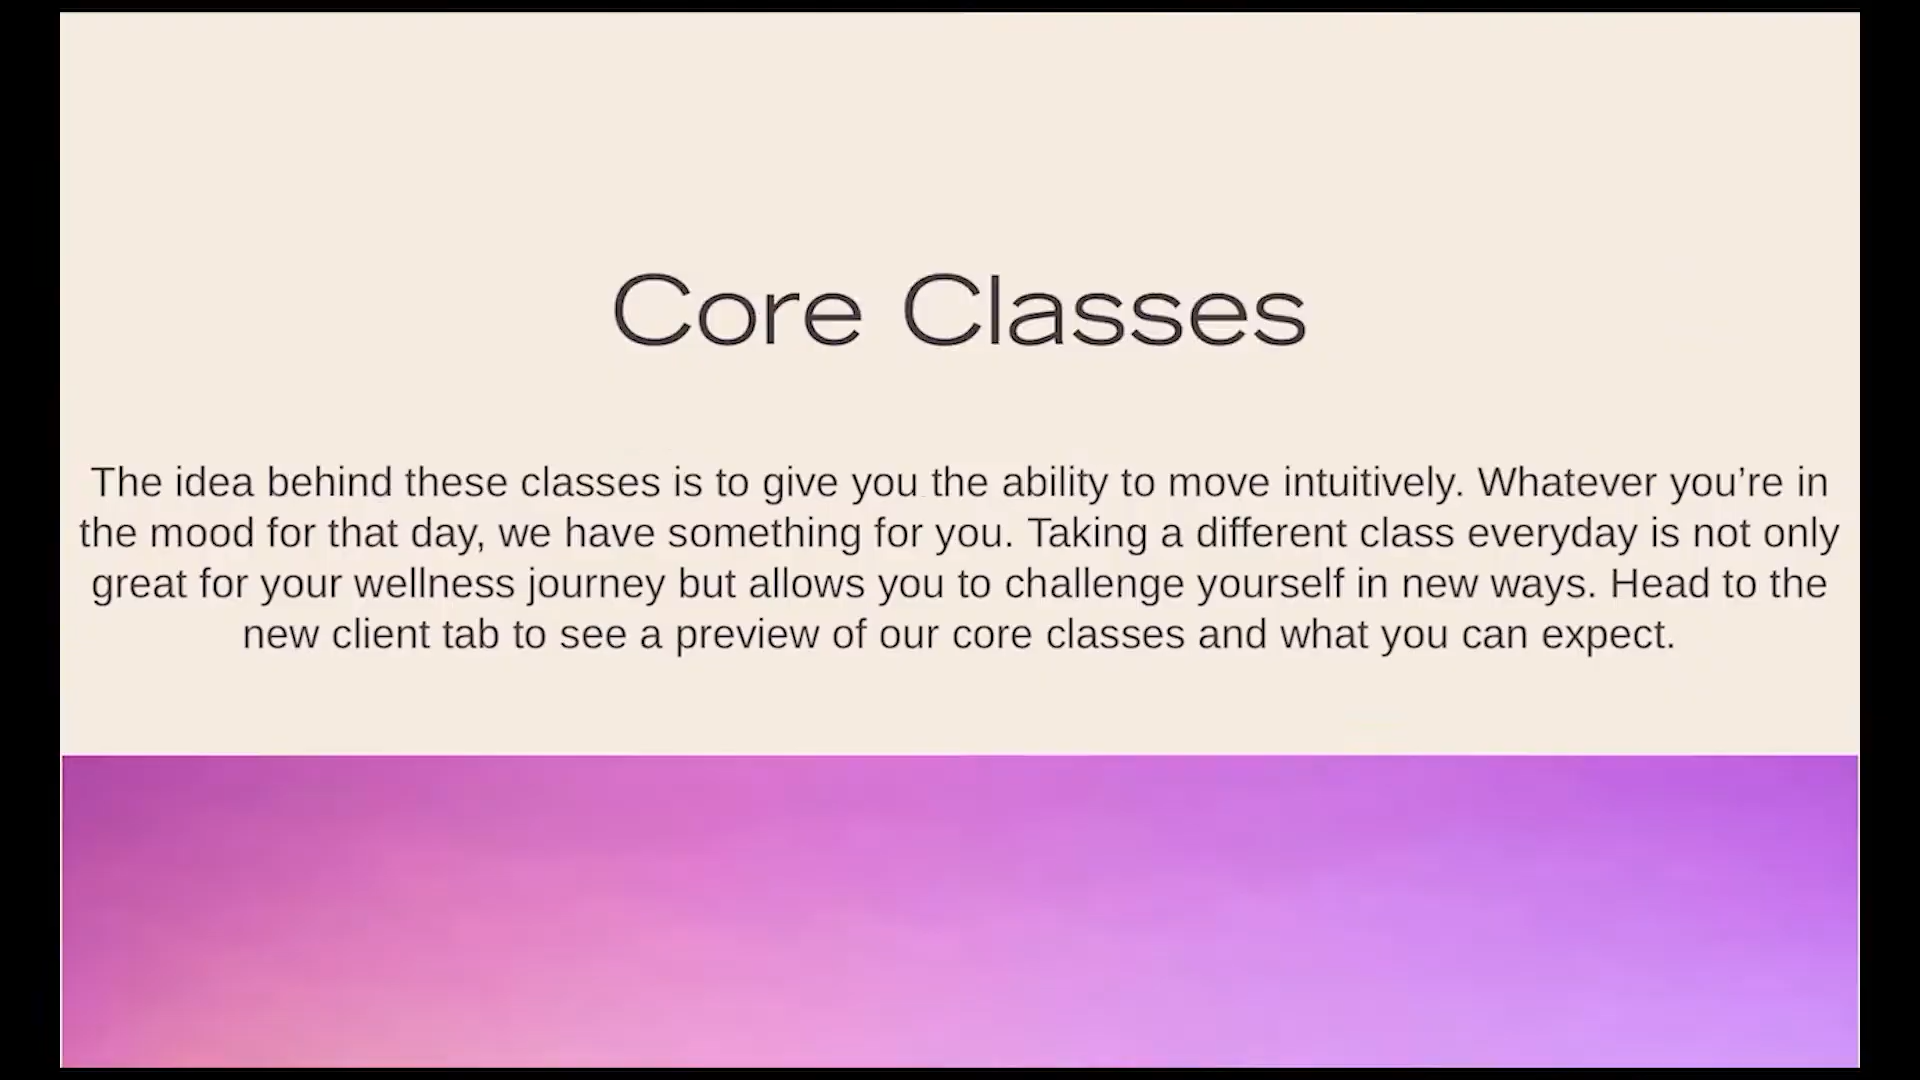 Core Classes
The idea behind these classes is to give you the ability to move intuitively. Whatever you’re in
the mood for that day, we have something for you. Taking a different class everyday is not only
great for your wellness journey but allows you to challenge yourself in new ways. Head to the
new client tab to see a preview of our core classes and what you can expect.